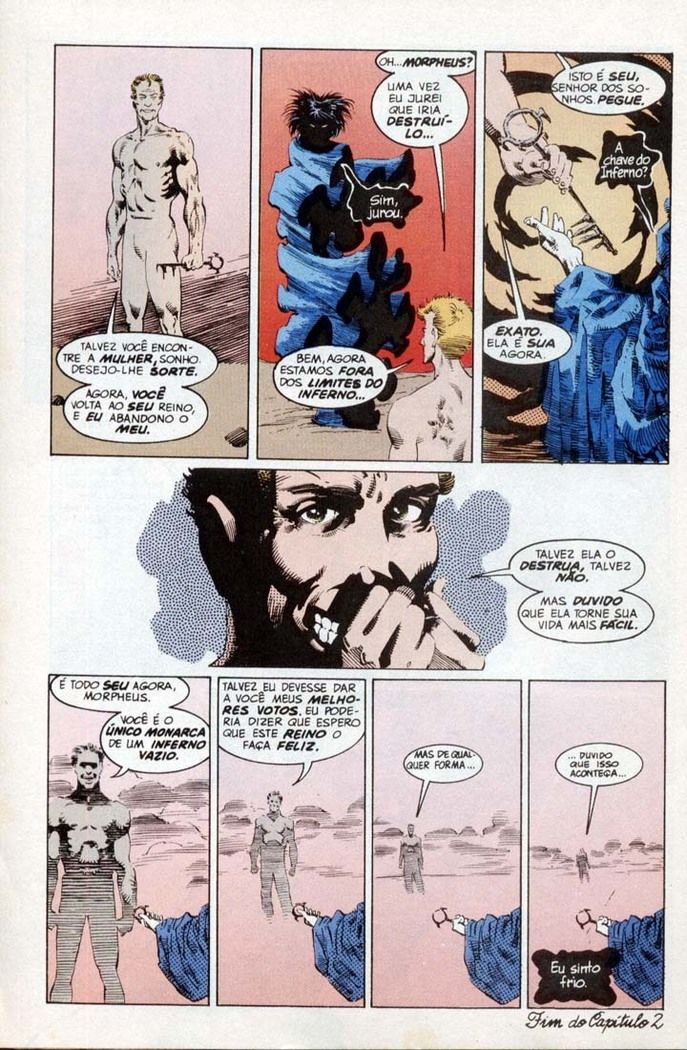 TALVEZ VOCÊ ENCON-
TRE A MULHER, SONHO.
DESEJO-LHE SORTE.
AGORA, VOCÊ
VOLTA AO SEU REINO,
E EU ABANDONO O
MEU.
OH... MORPHEUS?
UMA VEZ
EU JUREI
QUE IRIA
DESTRUÍ-
LO...
Sim,
jurou.
BEM, AGORA
ESTAMOS FORA
DOS LIMITES DO
INFERNO...
ISTO É SEU,
SENHOR DOS SO-
NHOS. PEGUE.
A
chave do
Inferno?
EXATO.
ELA É SUA
AGORA.
TALVEZ ELA O
DESTRUA, TALVEZ
NÃO.
MAS DUVIDO
QUE ELA TORNE SUA
VIDA MAIS FÁCIL.
É TODO SEU AGORA,
MORPHEUS.
VOCÊ É O
ÚNICO MONARCA
DE UM INFERNO
VAZIO.
TALVEZ EU DEVESSE DAR
A VOCÊ MEUS MELHO-
RES VOTOS. EU PODE-
RIA DIZER QUE ESPERO
QUE ESTE REINO O
FAÇA FELIZ.
MAS DE QUAL-
QUER FORMA...
...DUVIDO
QUE ISSO
ACONTEÇA...
Eu sinto
frio.
Fim do Capítulo 2